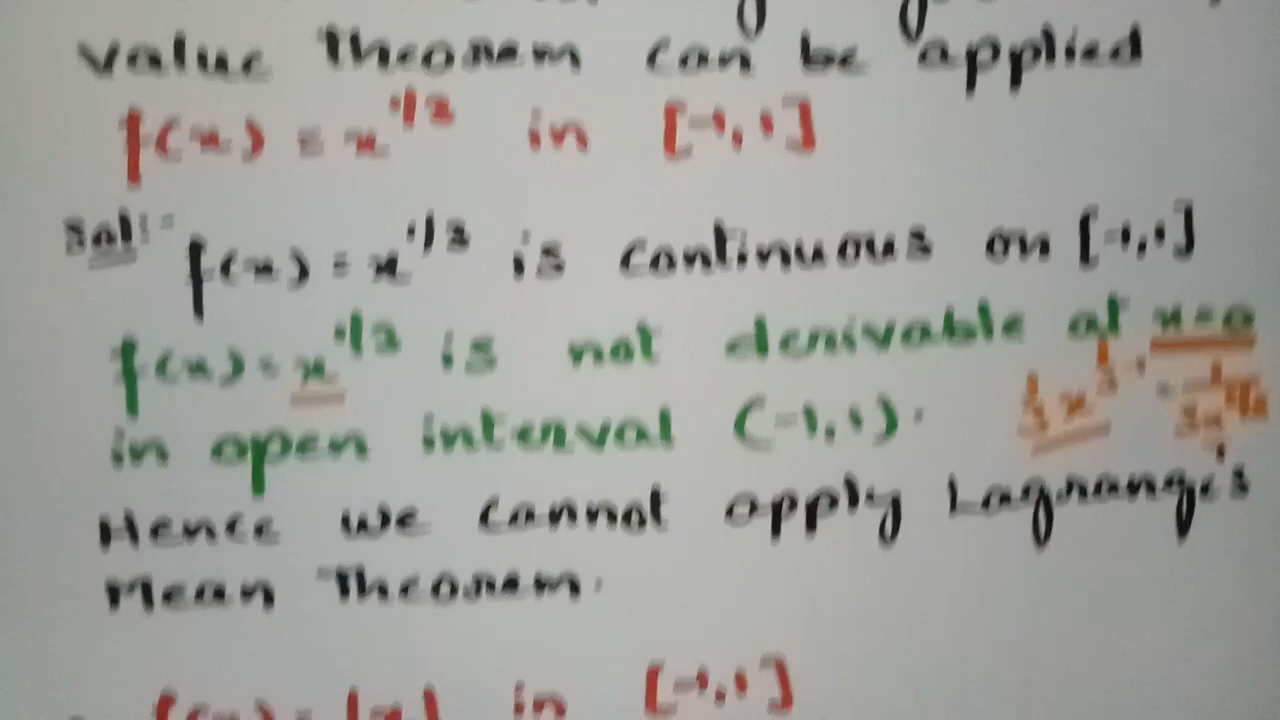 value Theorem can be applied
f(x) = x^1/3 in [-1,1]
Sol:- f(x) = x^1/3 is continuous on [-1,1]
f(x) = x^1/3 is not derivable at x=0
in open interval (-1,1).
Hence we cannot apply Lagrange's
Mean Theorem.
f(x) = |x| in [-1,1]